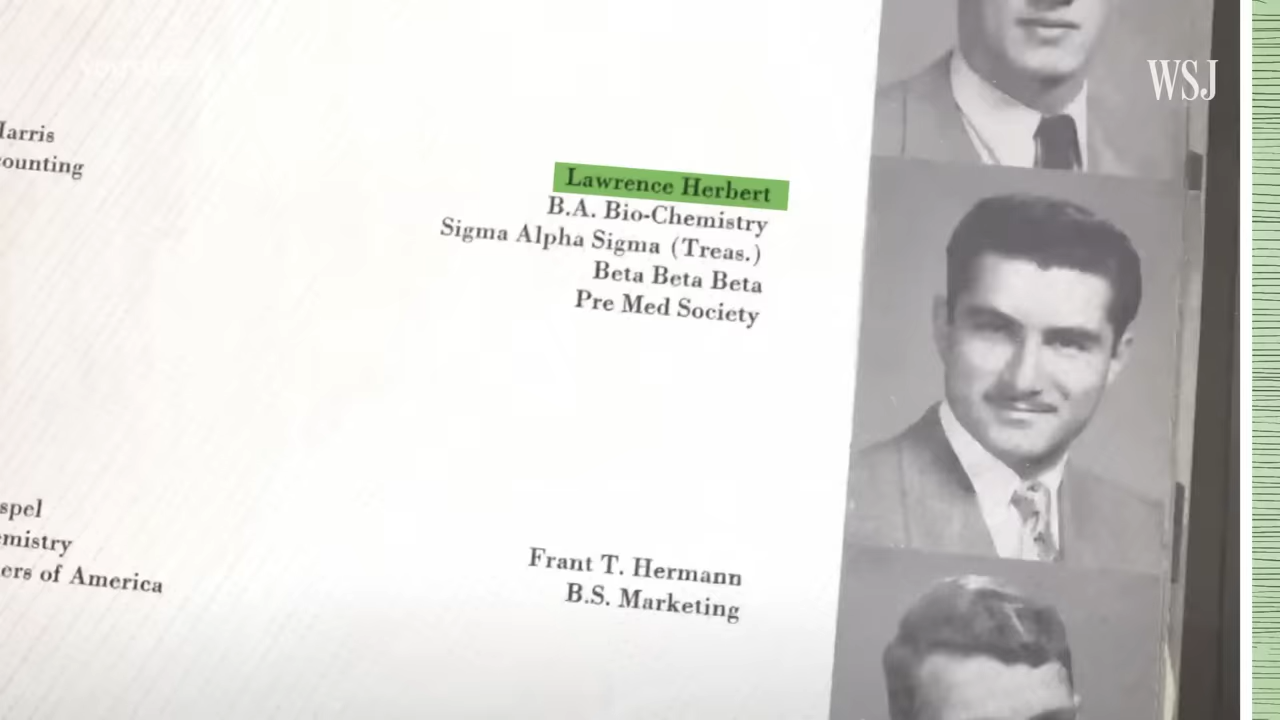 WSJ
Harris
ounting
Lawrence Herbert
B.A. Bio-Chemistry
Sigma Alpha Sigma (Treas.)
Beta Beta Beta
Pre Med Society
spel
mistry
ers of America
Frant T. Hermann
B.S. Marketing